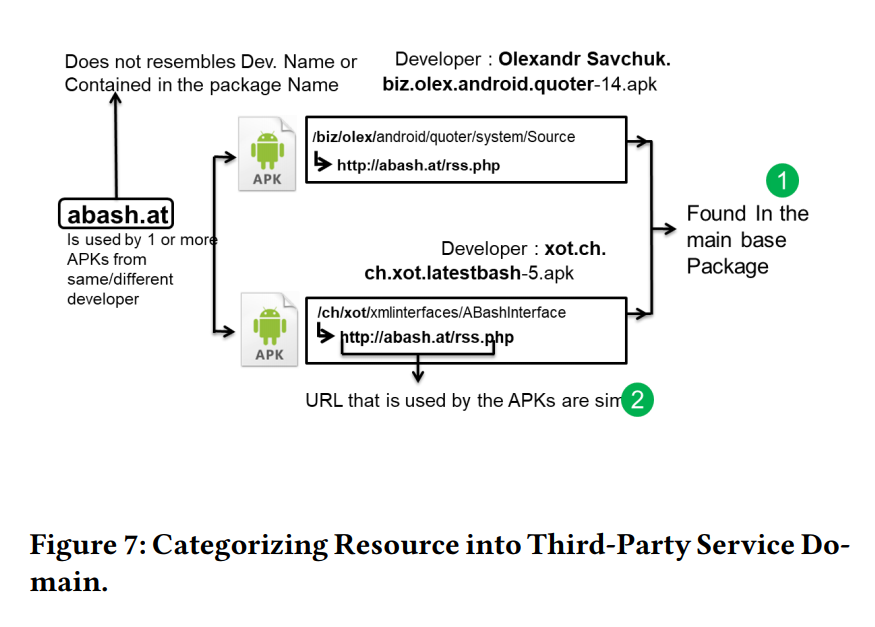 Does not resembles Dev. Name or
Contained in the package Name
Developer : Olexandr Savchuk.
biz.olex.android.quoter-14.apk
APK
/biz/olex/android/quoter/system/Source
http://abash.at/rss.php
1
Found In the
main base
Package
abash.at
Is used by 1 or more
APKs from
same/different
developer
Developer : xot.ch.
ch.xot.latestbash-5.apk
APK
/ch/xot/xmlinterfaces/ABashInterface
http://abash.at/rss.php
URL that is used by the APKs are sim
2
Figure 7: Categorizing Resource into Third-Party Service Do-
main.